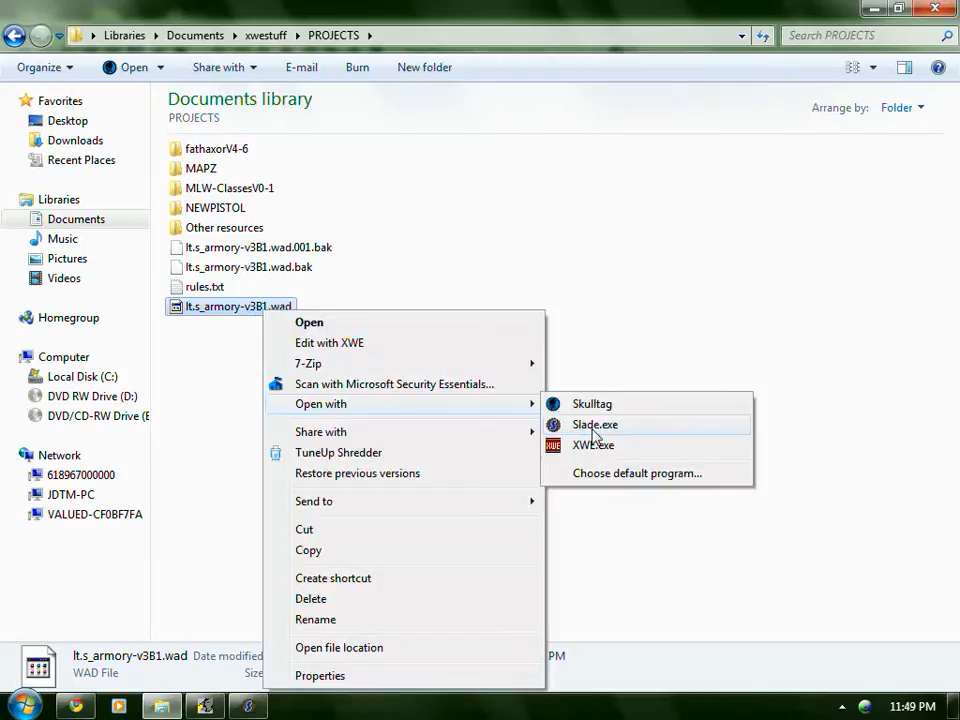 Libraries
Documents
xwestuff
PROJECTS
Search PROJECTS
Organize
Open
Share with
E-mail
Burn
New folder
Favorites
Desktop
Downloads
Recent Places
Libraries
Documents
Music
Pictures
Videos
Homegroup
Computer
Local Disk (C:)
DVD RW Drive (D:)
DVD/CD-RW Drive (E
Network
618967000000
JDTM-PC
VALUED-CF0BF7FA
Documents library
PROJECTS
Arrange by: Folder
fathaxorV4-6
MAPZ
MLW-ClassesV0-1
NEWPISTOL
Other resources
lt.s_armory-v3B1.wad.001.bak
lt.s_armory-v3B1.wad.bak
rules.txt
lt.s_armory-v3B1.wad
Open
Edit with XWE
7-Zip
Scan with Microsoft Security Essentials...
Open with
Share with
TuneUp Shredder
Restore previous versions
Send to
Cut
Copy
Create shortcut
Delete
Rename
Open file location
Properties
Skulltag
Slade.exe
XWE.exe
Choose default program...
lt.s_armory-v3B1.wad Date modified
PM
WAD File
Size
11:49 PM